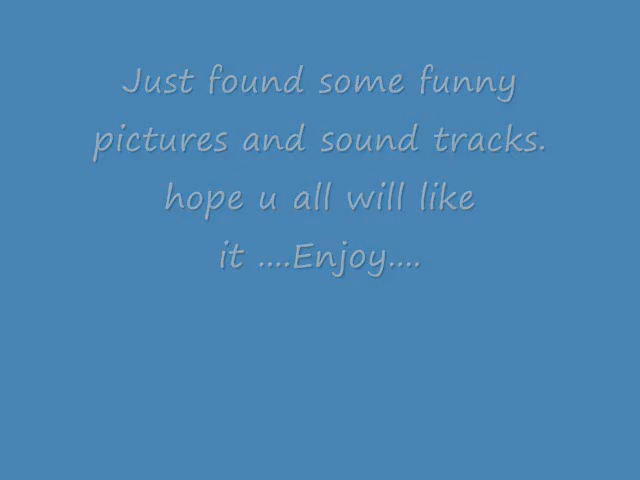 Just found some funny
pictures and sound tracks.
hope u all will like
it ....Enjoy....